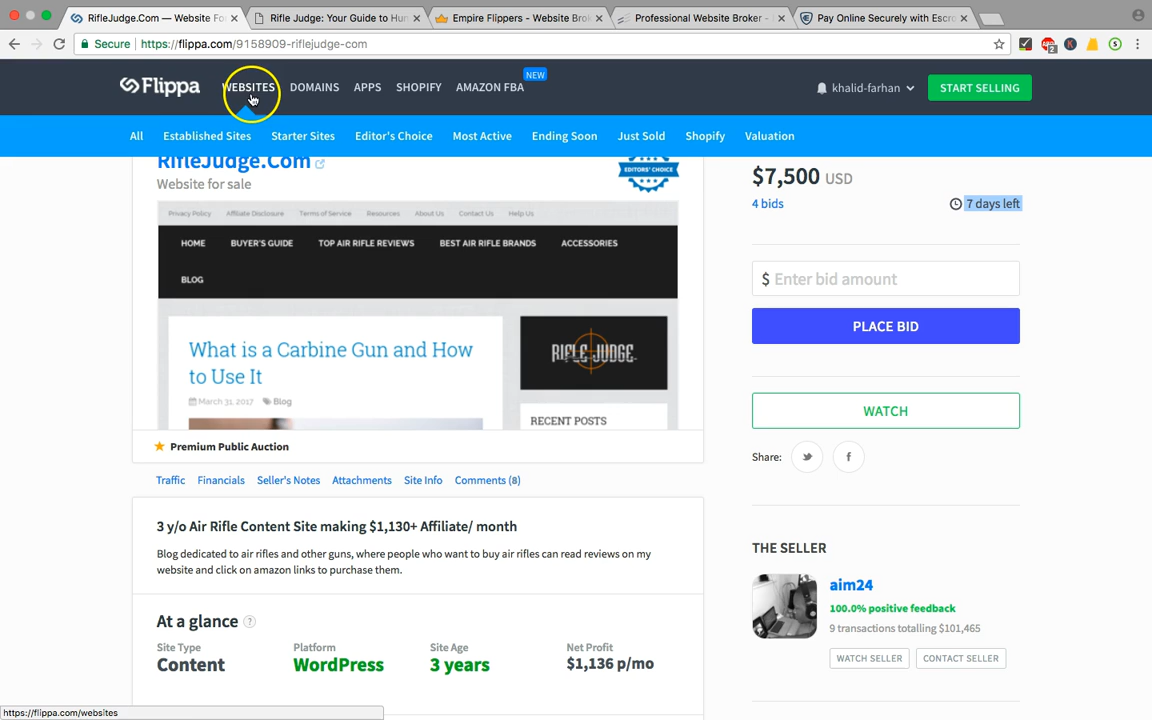 RifleJudge.Com — Website Fo
Rifle Judge: Your Guide to Hun
Empire Flippers - Website Bro
Professional Website Broker -
Pay Online Securely with Escro
Secure
https://flippa.com/9158909-riflejudge-com
Flippa
WEBSITES
DOMAINS
APPS
SHOPIFY
AMAZON FBA
NEW
khalid-farhan
START SELLING
All
Established Sites
Starter Sites
Editor's Choice
Most Active
Ending Soon
Just Sold
Shopify
Valuation
RifleJudge.Com
Website for sale
EDITORS' CHOICE
Privacy Policy
Affiliate Disclosure
Terms of Service
Resources
About Us
Contact Us
Help Us
HOME
BUYER'S GUIDE
TOP AIR RIFLE REVIEWS
BEST AIR RIFLE BRANDS
ACCESSORIES
BLOG
What is a Carbine Gun and How
to Use It
March 31, 2017
Blog
RIFLE JUDGE
RECENT POSTS
Premium Public Auction
Traffic
Financials
Seller's Notes
Attachments
Site Info
Comments (8)
3 y/o Air Rifle Content Site making $1,130+ Affiliate/ month
Blog dedicated to air rifles and other guns, where people who want to buy air rifles can read reviews on my
website and click on amazon links to purchase them.
At a glance ?
Site Type
Content
Platform
WordPress
Site Age
3 years
Net Profit
$1,136 p/mo
$7,500 USD
4 bids
7 days left
$ Enter bid amount
PLACE BID
WATCH
Share:
THE SELLER
aim24
100.0% positive feedback
9 transactions totalling $101,465
WATCH SELLER
CONTACT SELLER
https://flippa.com/websites